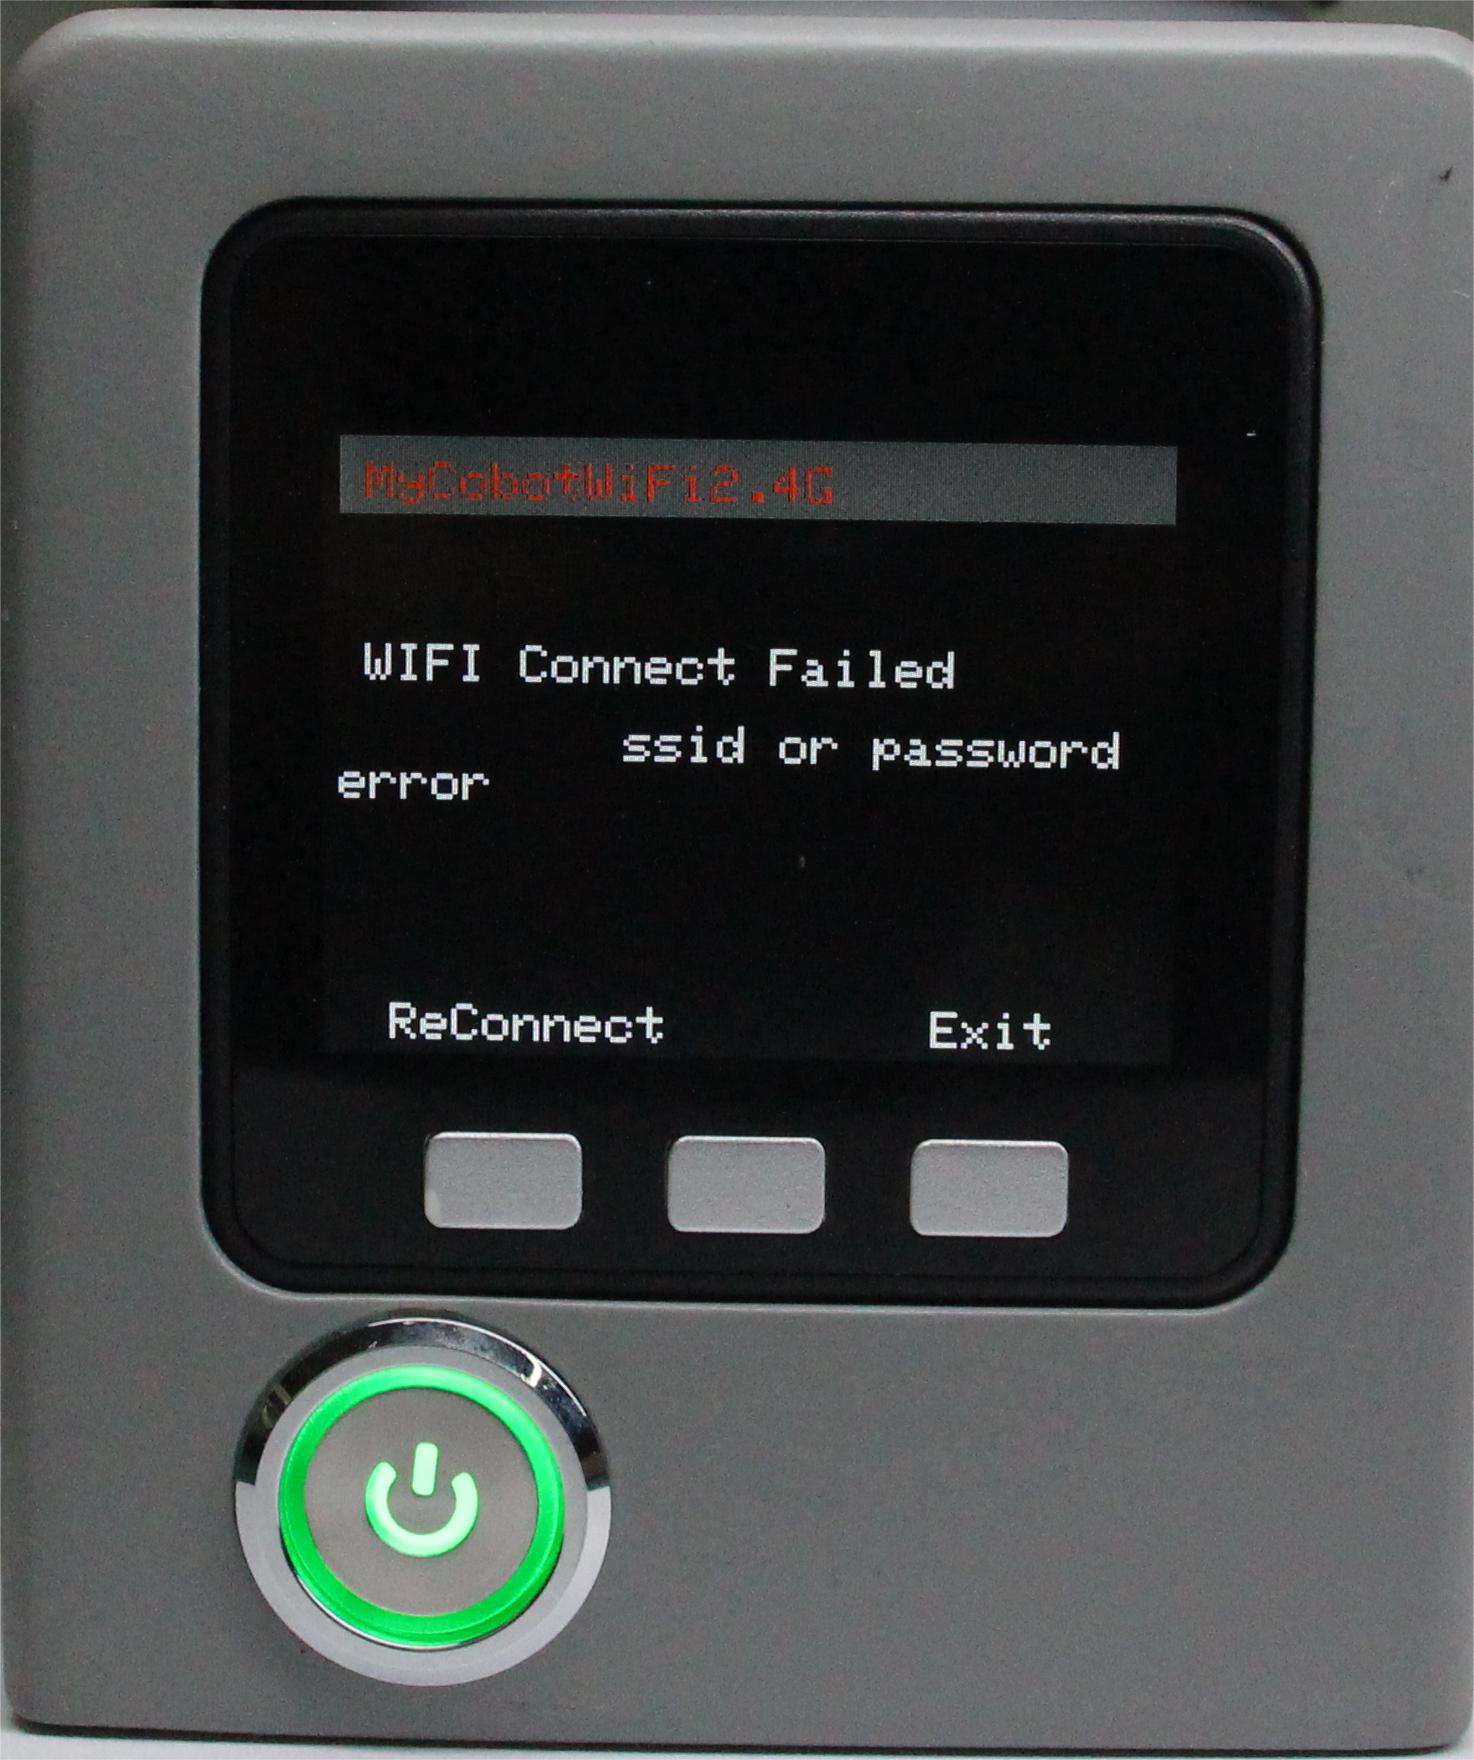 MyCobotWiFi2.4G
WIFI Connect Failed
ssid or password
error
ReConnect Exit